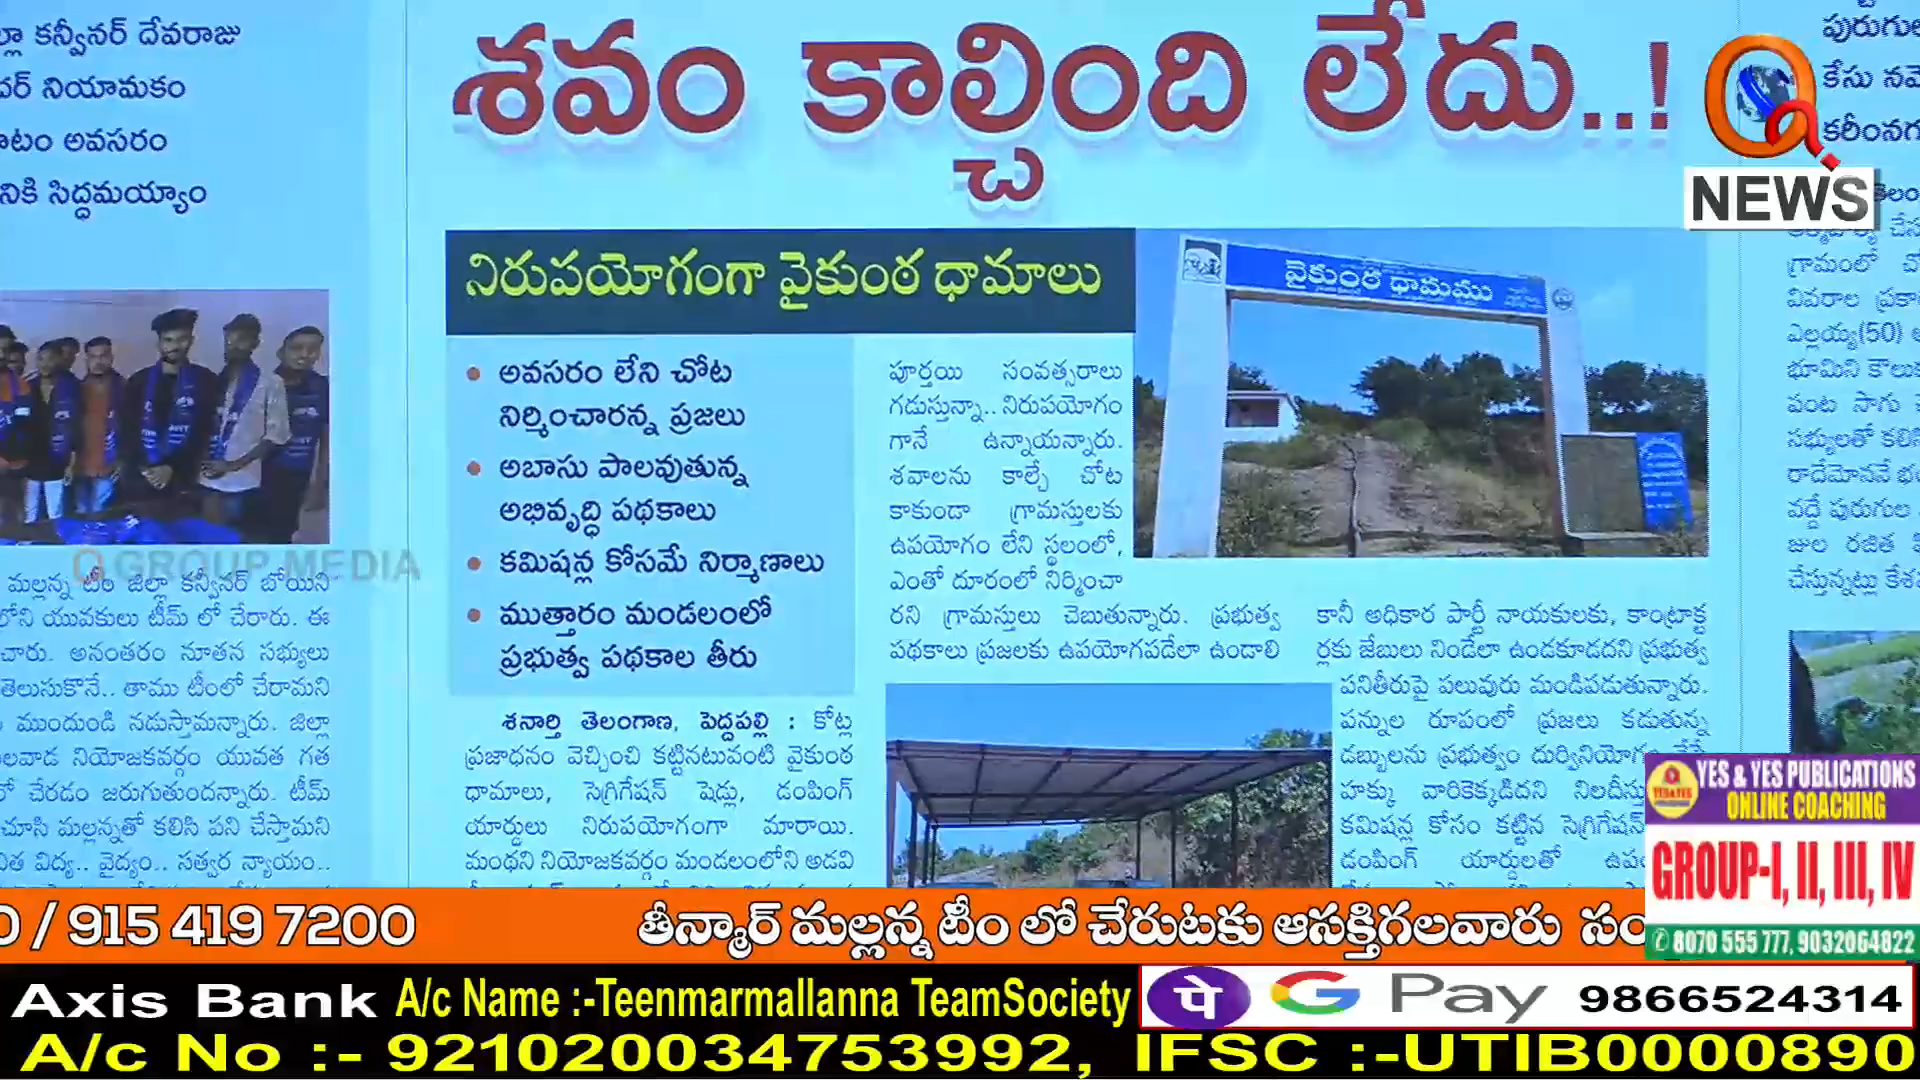 కన్వీనర్ దేవరాజు
నియామకం
అవసరం
సిద్ధమయ్యాం
శవం కాల్చింది లేదు..!
నిరుపయోగంగా వైకుంఠ ధామాలు
వైకుంఠ ధామము
• అవసరం లేని చోట
నిర్మించారన్న ప్రజలు
• అబాసు పాలవుతున్న
అభివృద్ధి పథకాలు
• కమిషన్ల కోసమే నిర్మాణాలు
• ముత్తారం మండలంలో
ప్రభుత్వ పథకాల తీరు
శనార్తి తెలంగాణ, పెద్దపల్లి : కోట్ల
ప్రజాధనం వెచ్చించి కట్టినటువంటి వైకుంఠ
ధామాలు, సెగ్రిగేషన్ షెడ్లు, డంపింగ్
యార్డులు నిరుపయోగంగా మారాయి.
మంథని నియోజకవర్గం మండలంలోని అడవి
పూర్తయి సంవత్సరాలు
గడుస్తున్నా.. నిరుపయోగం
గానే ఉన్నాయన్నారు.
శవాలను కాల్చే చోట
కాకుండా గ్రామస్తులకు
ఉపయోగం లేని స్థలంలో,
ఎంతో దూరంలో నిర్మించా
రని గ్రామస్తులు చెబుతున్నారు. ప్రభుత్వ
పథకాలు ప్రజలకు ఉపయోగపడేలా ఉండాలి
కానీ అధికార పార్టీ నాయకులకు, కాంట్రాక్ట
ర్లకు జేబులు నిండేలా ఉండకూడదని ప్రభుత్వ
పనితీరుపై పలువురు మండిపడుతున్నారు.
పన్నుల రూపంలో ప్రజలు కడుతున్న
డబ్బులను ప్రభుత్వం
హక్కు వారికెక్కడిదని
కమిషన్ల కోసం కట్టిన సెగ్రిగేషన్
డంపింగ్ యార్డులతో
మల్లన్న టీం జిల్లా కన్వీనర్ బోయిని
యువకులు టీమ్ లో చేరారు. ఈ
అనంతరం నూతన సభ్యులు
తెలుసుకొనే.. తాము టీంలో చేరామని
ముందుండి నడుస్తామన్నారు. జిల్లా
నియోజకవర్గం యువత గత
చేరడం జరుగుతుందన్నారు. టీమ్
చూసి మల్లన్నతో కలిసి పని చేస్తామని
విద్య.. వైద్యం.. సత్వర న్యాయం..
కేసు
గ్రామంలో
వివరాల
ఎల్లయ్య(50)
భూమిని
సాగు
సభ్యులతో
వద్దే పురుగుల
జుల రజిత
చేస్తున్నట్లు
Q GROUP MEDIA
Q NEWS
YES & YES PUBLICATIONS
ONLINE COACHING
GROUP-I, II, III, IV
8070 555 777, 9032064822
/ 915 419 7200 తీన్మార్ మల్లన్న టీం లో చేరుటకు ఆసక్తిగలవారు
Axis Bank A/c Name :-Teenmarmallanna TeamSociety పే G Pay 9866524314
A/c No :- 921020034753992, IFSC :-UTIB0000890